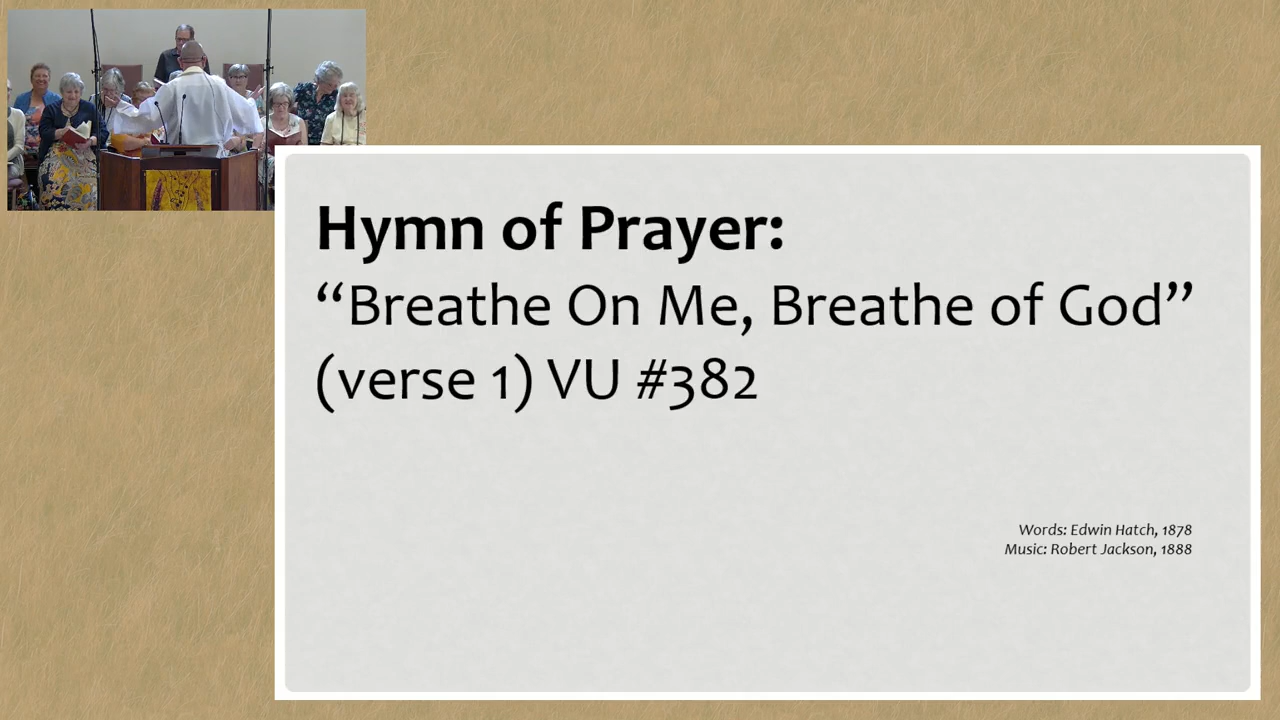 Hymn of Prayer:
“Breathe On Me, Breathe of God”
(verse 1) VU #382
Words: Edwin Hatch, 1878
Music: Robert Jackson, 1888